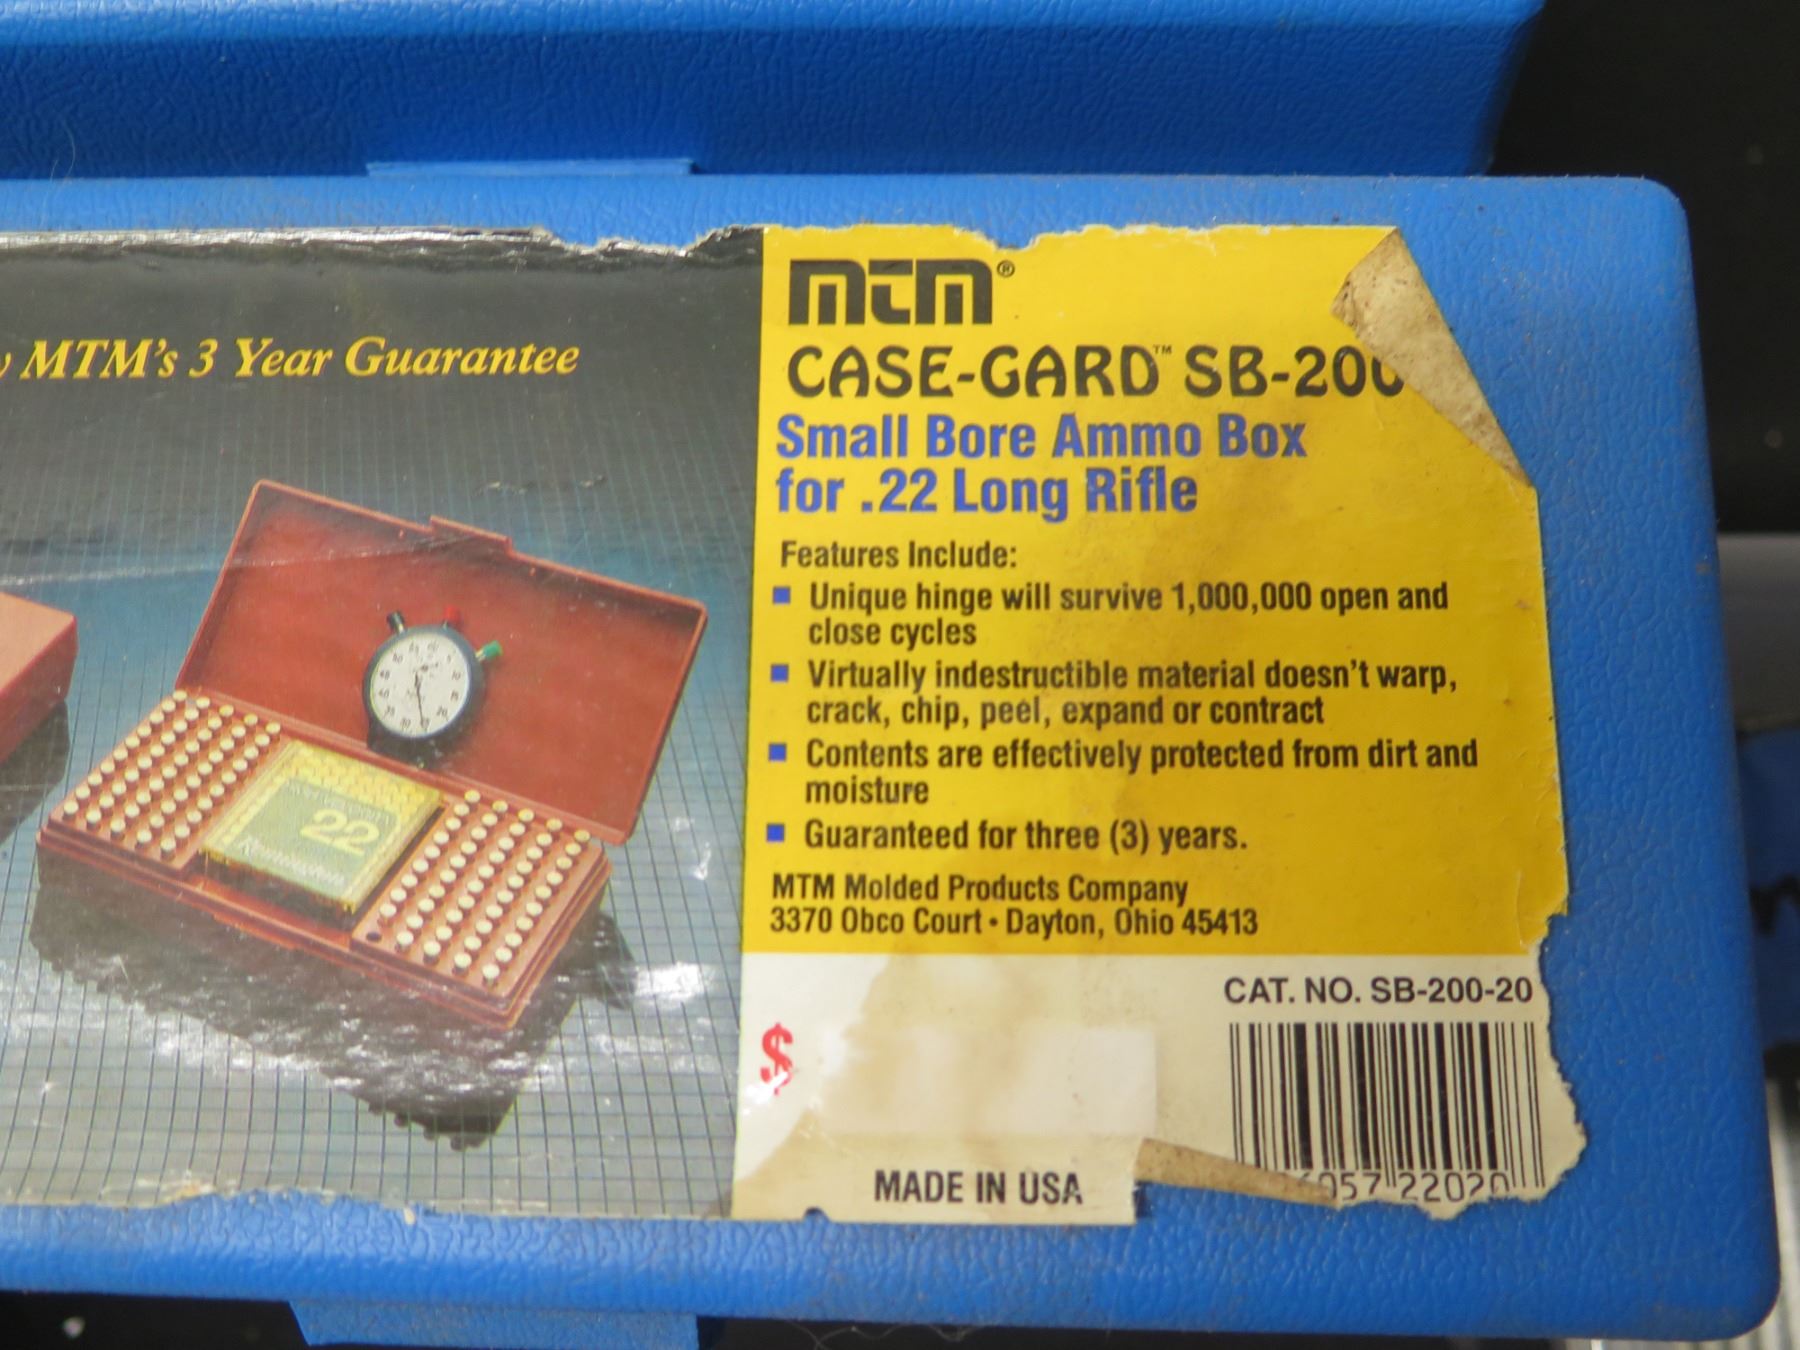 MTM's 3 Year Guarantee
mtm®
CASE-GARD™ SB-200
Small Bore Ammo Box
for .22 Long Rifle
Features Include:
Unique hinge will survive 1,000,000 open and
close cycles
Virtually indestructible material doesn't warp,
crack, chip, peel, expand or contract
Contents are effectively protected from dirt and
moisture
Guaranteed for three (3) years.
MTM Molded Products Company
3370 Obco Court • Dayton, Ohio 45413
22
Remington
CAT. NO. SB-200-20
$
MADE IN USA
057 22020